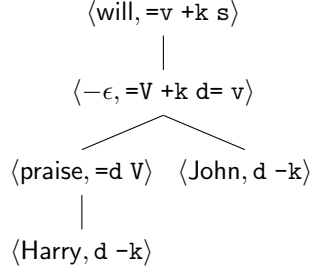 ⟨will, =v +k s⟩
⟨−ϵ, =V +k d= v⟩
⟨praise, =d V⟩ ⟨John, d −k⟩
⟨Harry, d −k⟩